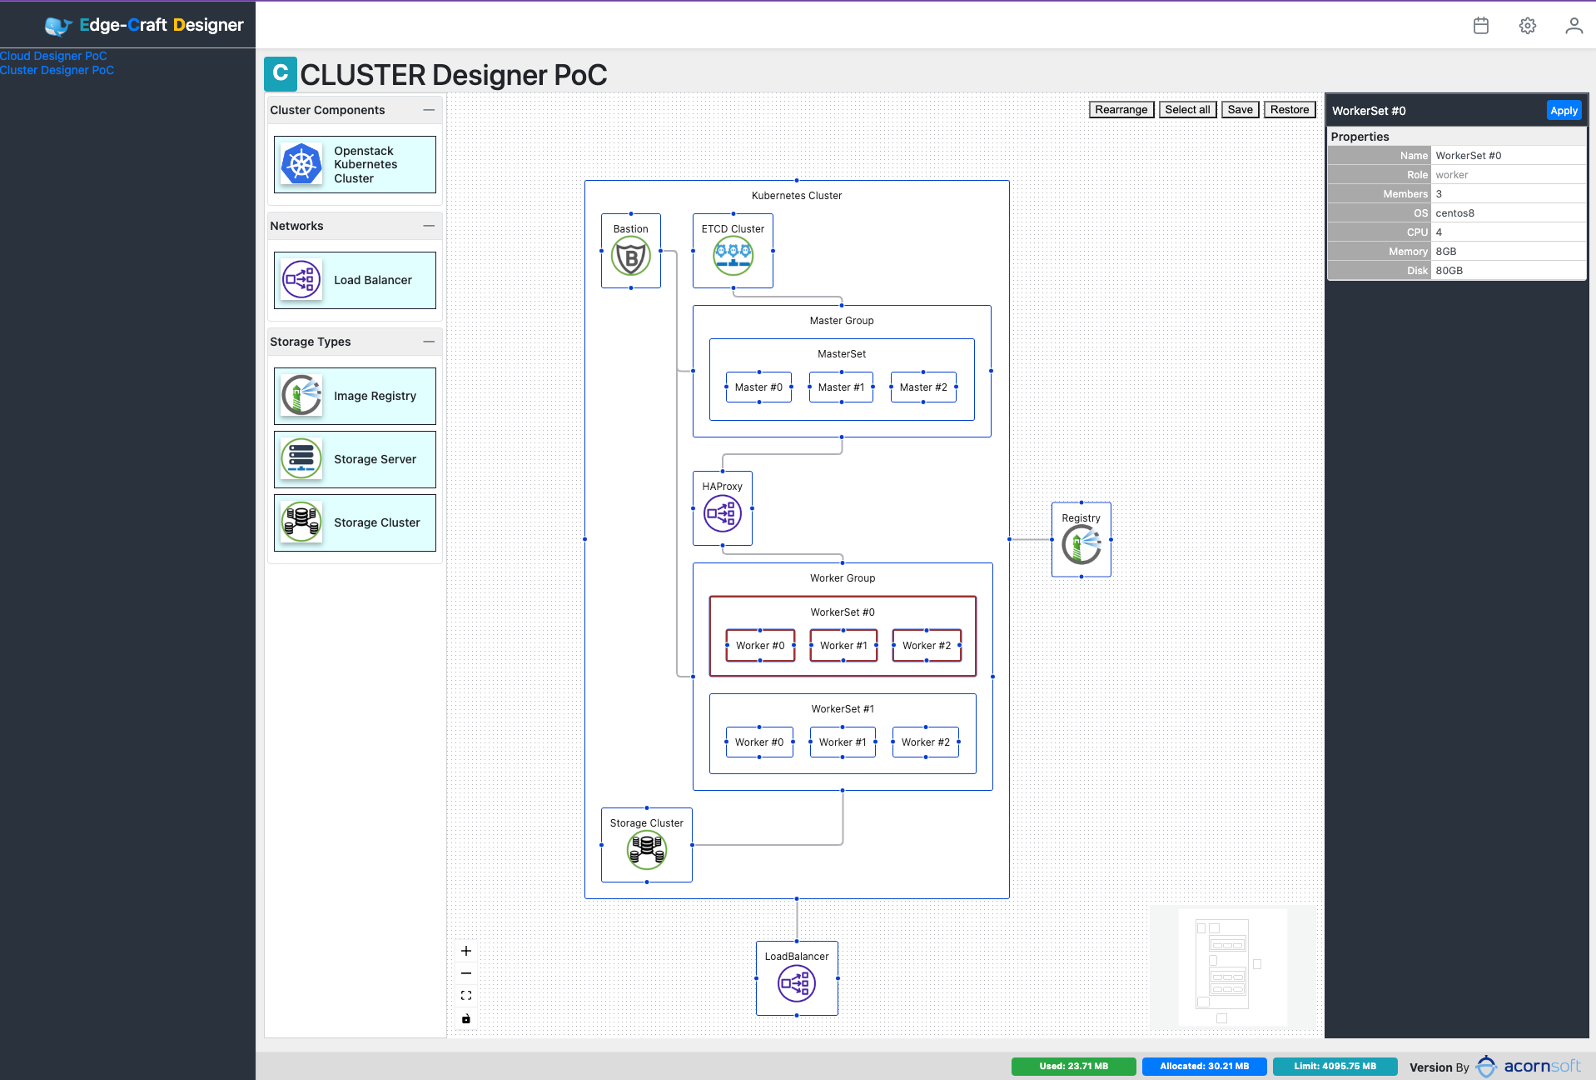 Edge-Craft Designer
Cloud Designer PoC
Cluster Designer PoC
C CLUSTER Designer PoC
Cluster Components
Openstack
Kubernetes
Cluster
Networks
Load Balancer
Storage Types
Image Registry
Storage Server
Storage Cluster
Rearrange Select all Save Restore
Kubernetes Cluster
Bastion
B
ETCD Cluster
Master Group
MasterSet
Master #0 Master #1 Master #2
HAProxy
Worker Group
WorkerSet #0
Worker #0 Worker #1 Worker #2
WorkerSet #1
Worker #0 Worker #1 Worker #2
Storage Cluster
Registry
LoadBalancer
WorkerSet #0 Apply
Properties
Name WorkerSet #0
Role worker
Members 3
OS centos8
CPU 4
Memory 8GB
Disk 80GB
Used: 23.71 MB Allocated: 30.21 MB Limit: 4095.75 MB Version By acornsoft